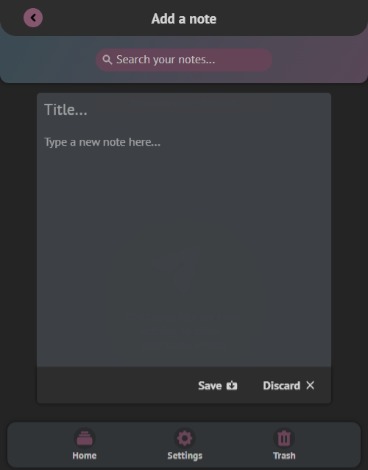 Add a note
Search your notes...
Title...
Type a new note here...
Save Discard
Home Settings Trash